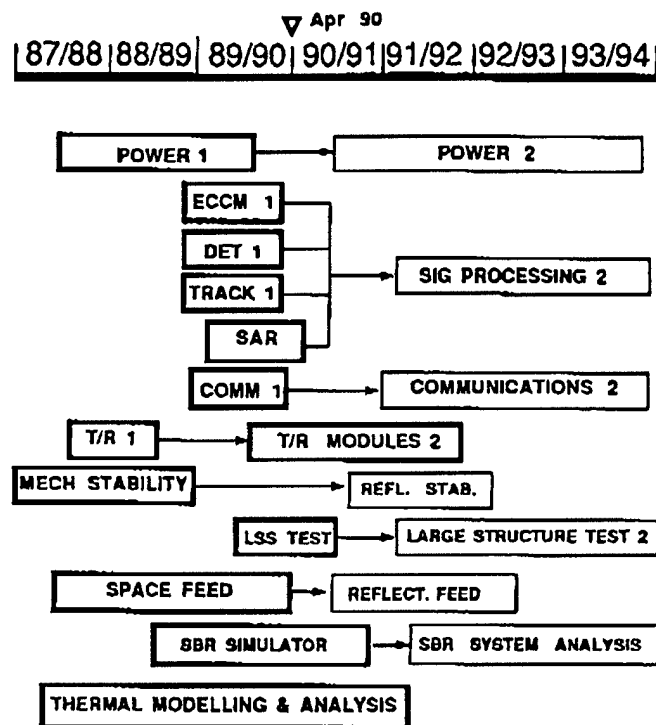 Apr 90
87/88 88/89 89/90 90/91 91/92 92/93 93/94
POWER 1 POWER 2
ECCM 1
DET 1
SIG PROCESSING 2
TRACK 1
SAR
COMM 1 COMMUNICATIONS 2
T/R 1 T/R MODULES 2
MECH STABILITY REFL. STAB.
LSS TEST LARGE STRUCTURE TEST 2
SPACE FEED REFLECT. FEED
SBR SIMULATOR SBR SYSTEM ANALYSIS
THERMAL MODELLING & ANALYSIS